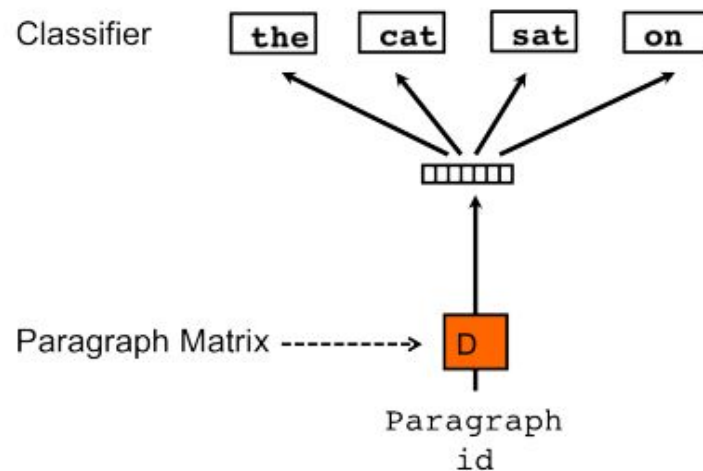 Classifier
the cat sat on
Paragraph Matrix
D
Paragraph
id